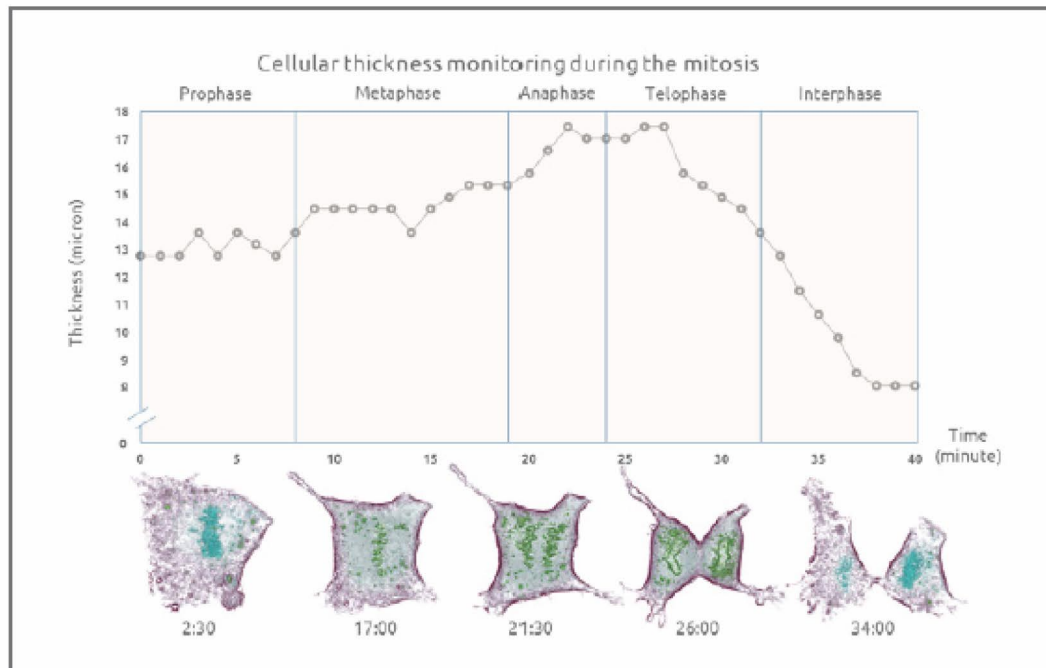 Cellular thickness monitoring during the mitosis
Prophase Metaphase Anaphase Telophase Interphase
18
17
16
15
14
13
12
11
10
9
8
0
Thickness (micron)
0 5 10 15 20 25 30 35 40
Time
(minute)
2:30 17:00 21:30 26:00 34:00